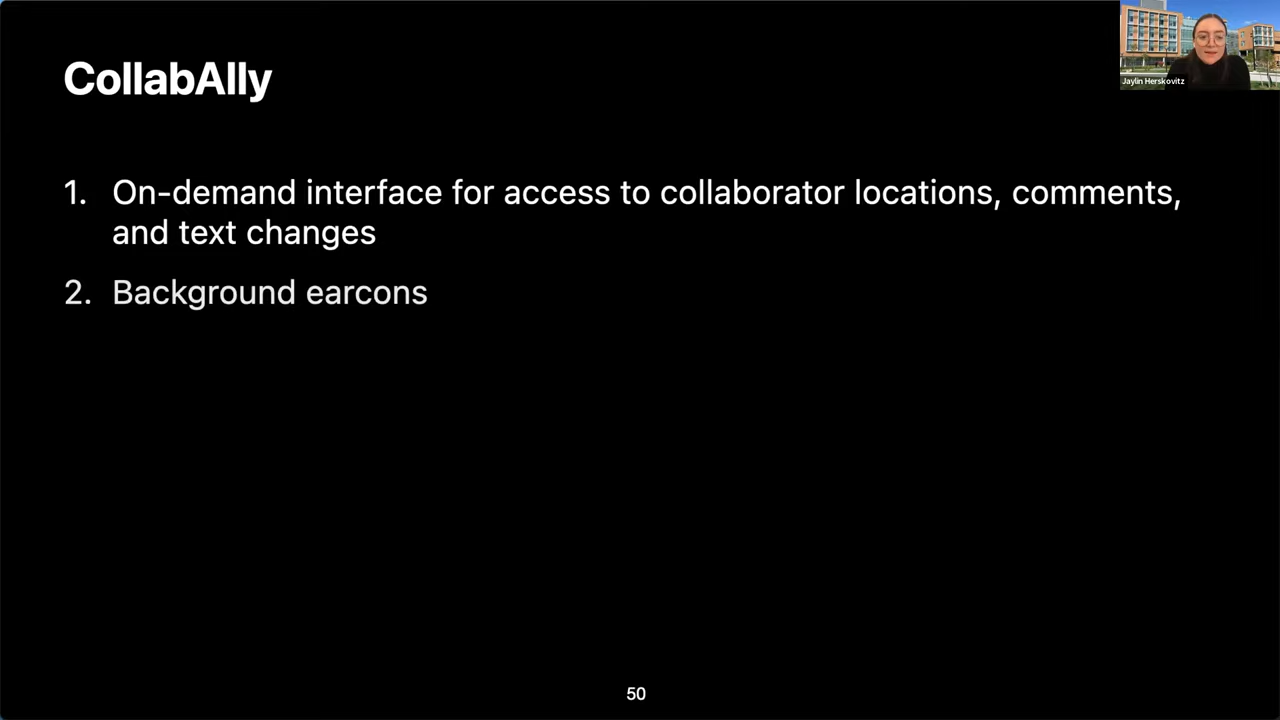 CollabAlly
Jaylin Herskovitz
1. On-demand interface for access to collaborator locations, comments,
and text changes
2. Background earcons
50